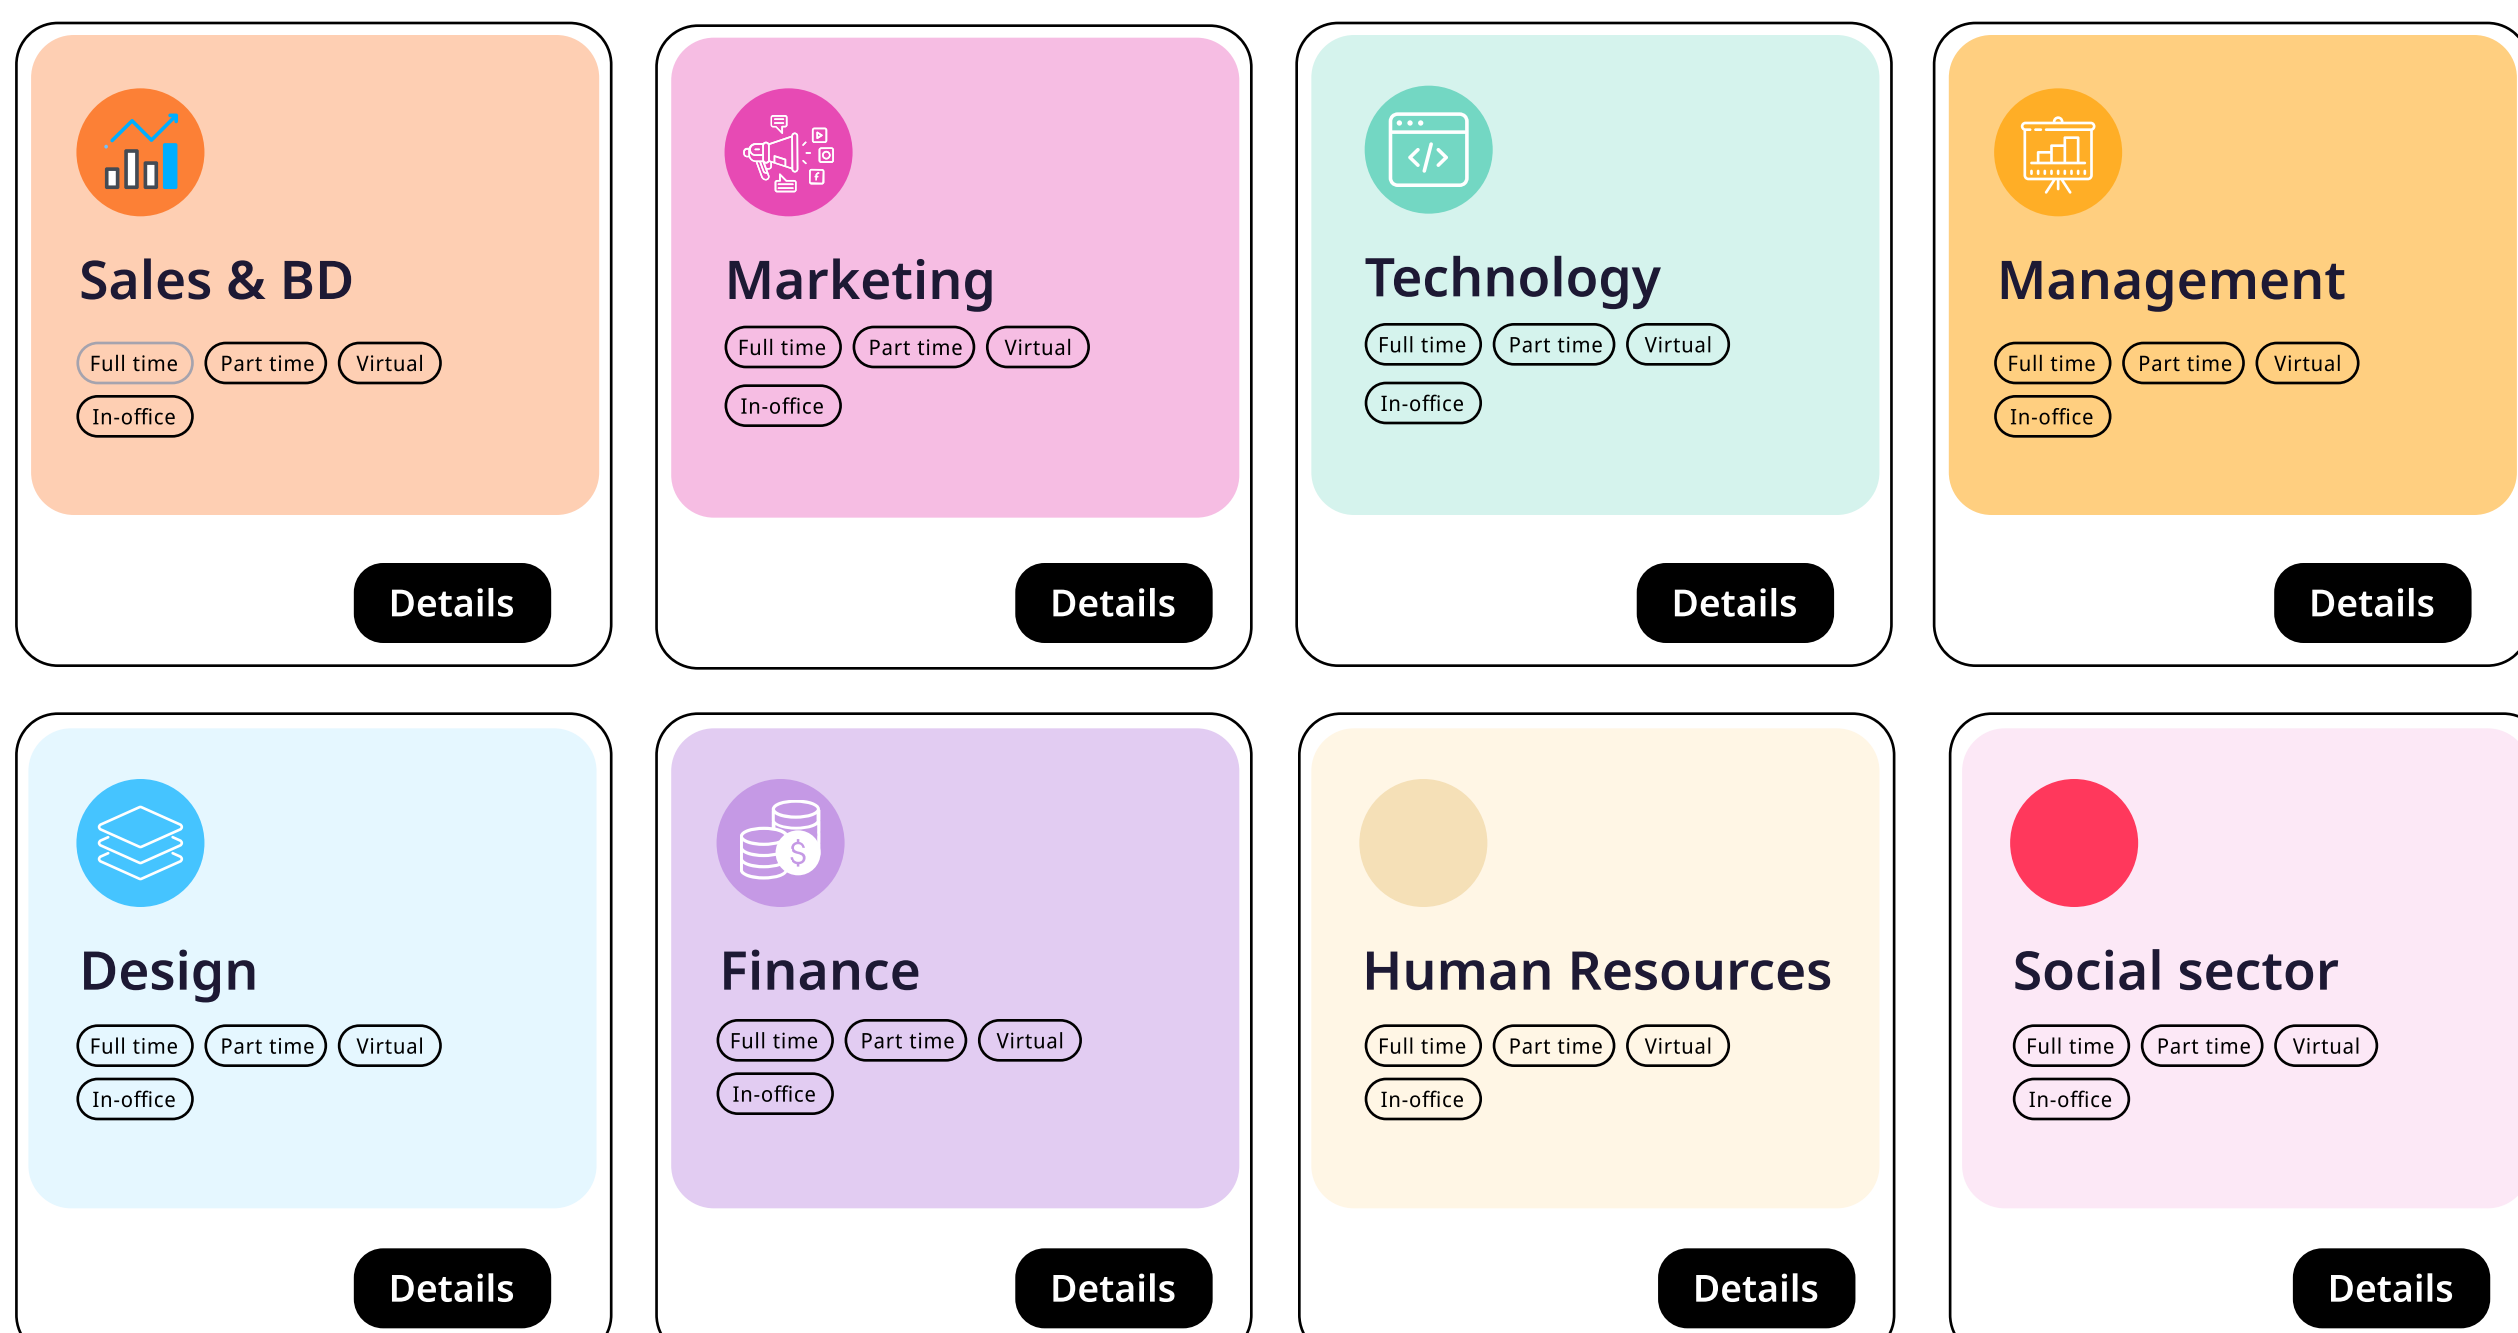 Sales & BD
Full time Part time Virtual
In-office
Details
Marketing
Full time Part time Virtual
In-office
Details
Technology
Full time Part time Virtual
In-office
Details
Management
Full time Part time Virtual
In-office
Details
Design
Full time Part time Virtual
In-office
Details
Finance
Full time Part time Virtual
In-office
Details
Human Resources
Full time Part time Virtual
In-office
Details
Social sector
Full time Part time Virtual
In-office
Details